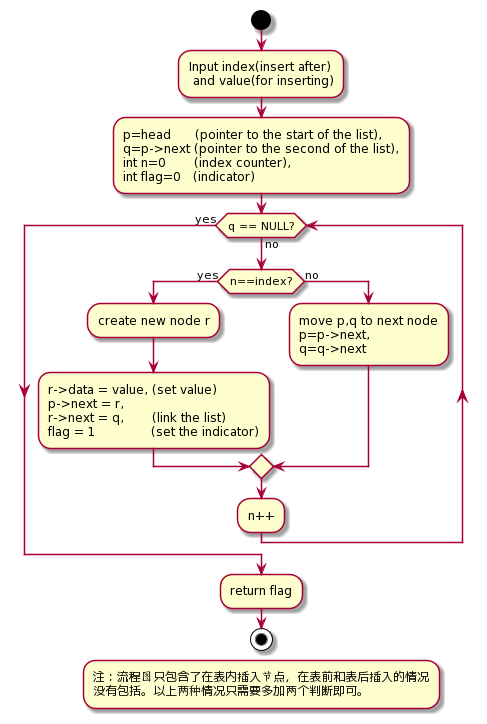 Input index(insert after)
and value(for inserting)
p=head (pointer to the start of the list),
q=p->next (pointer to the second of the list),
int n=0 (index counter),
int flag=0 (indicator)
yes
q == NULL?
no
yes
n==index?
no
create new node r
move p,q to next node
p=p->next,
q=q->next
r->data = value, (set value)
p->next = r,
r->next = q, (link the list)
flag = 1 (set the indicator)
n++
return flag
注：流程图只包含了在表内插入节点，在表前和表后插入的情况
没有包括。以上两种情况只需要多加两个判断即可。